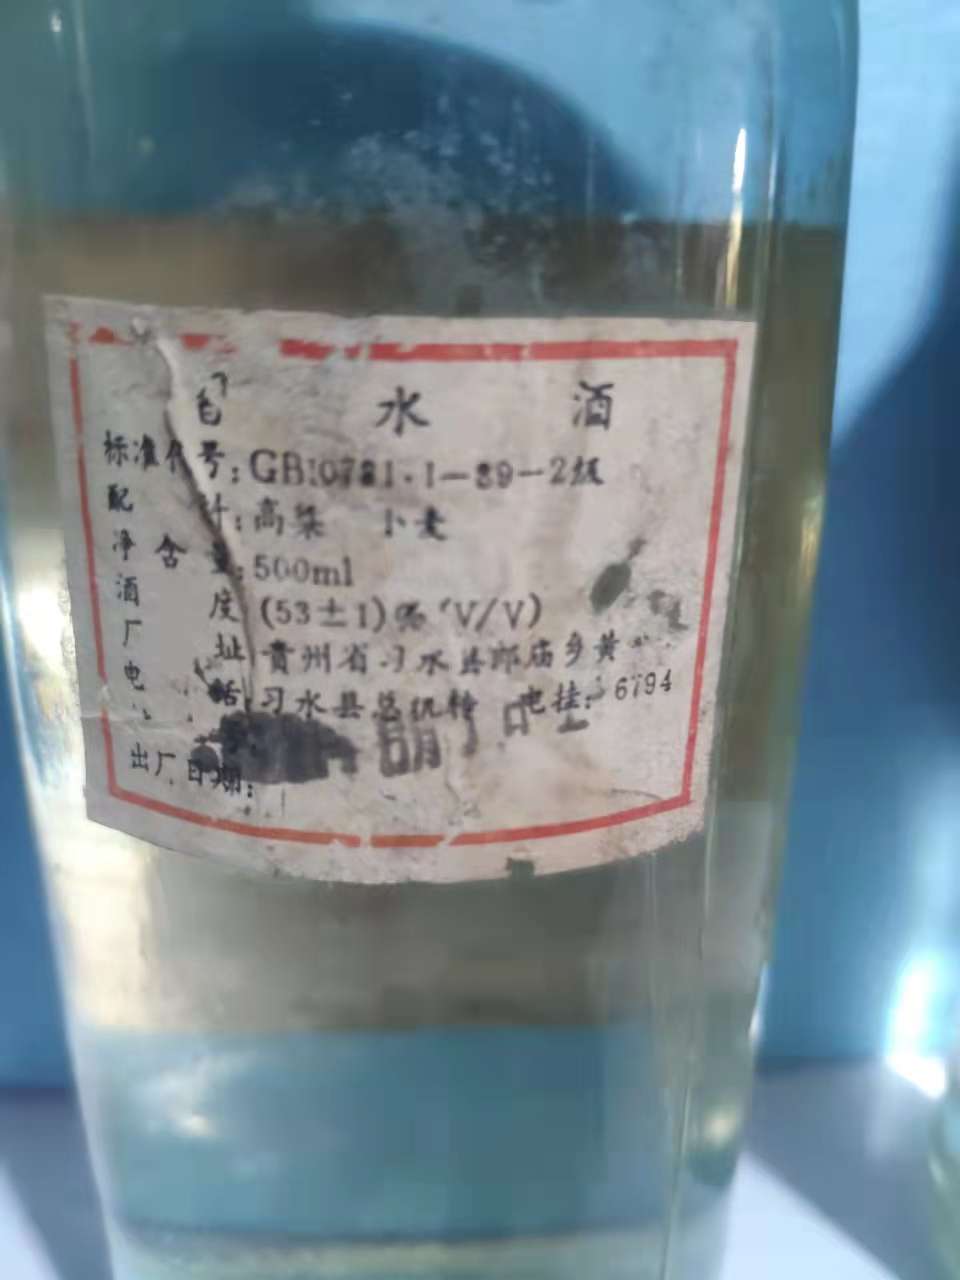 水 酒
标准代号:GB10781·1-89-2级
配 料:高粱 小麦
净含量:500ml
酒 度(53±1)%(V/V)
厂 址:贵州省习水县郎庙乡黄
电 话:习水县总机转 电挂:6794
出厂日期: